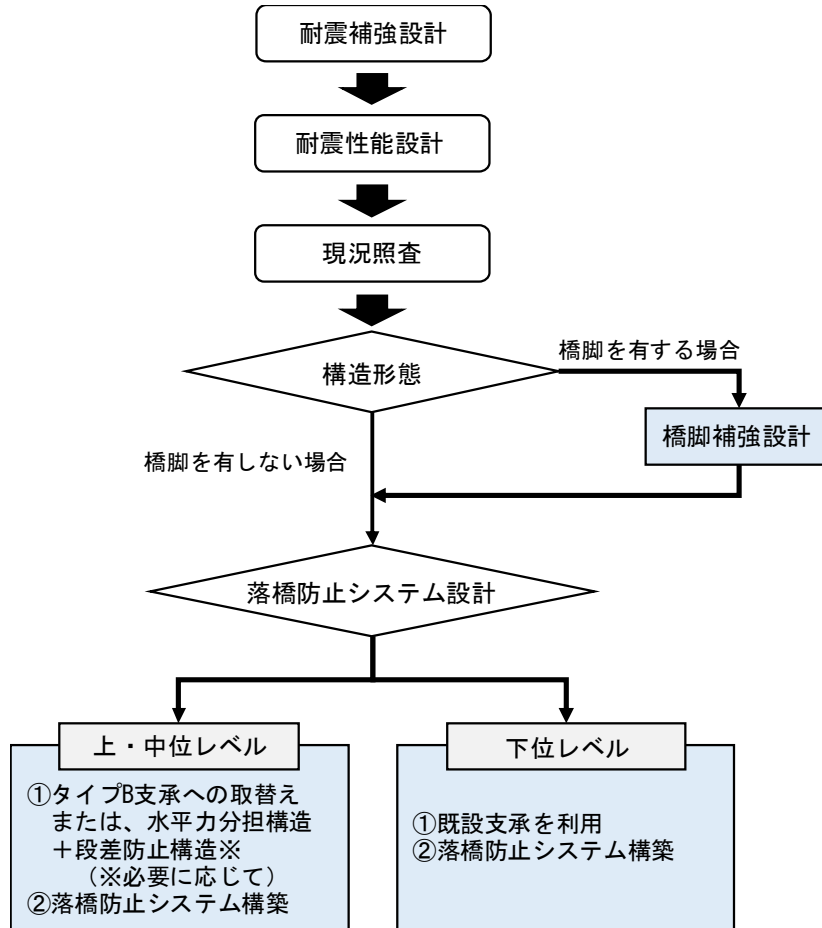 耐震補強設計
耐震性能設計
現況照査
構造形態
橋脚を有する場合
橋脚補強設計
橋脚を有しない場合
落橋防止システム設計
上・中位レベル
①タイプB支承への取替え
または、水平力分担構造
＋段差防止構造※
（※必要に応じて）
②落橋防止システム構築
下位レベル
①既設支承を利用
②落橋防止システム構築